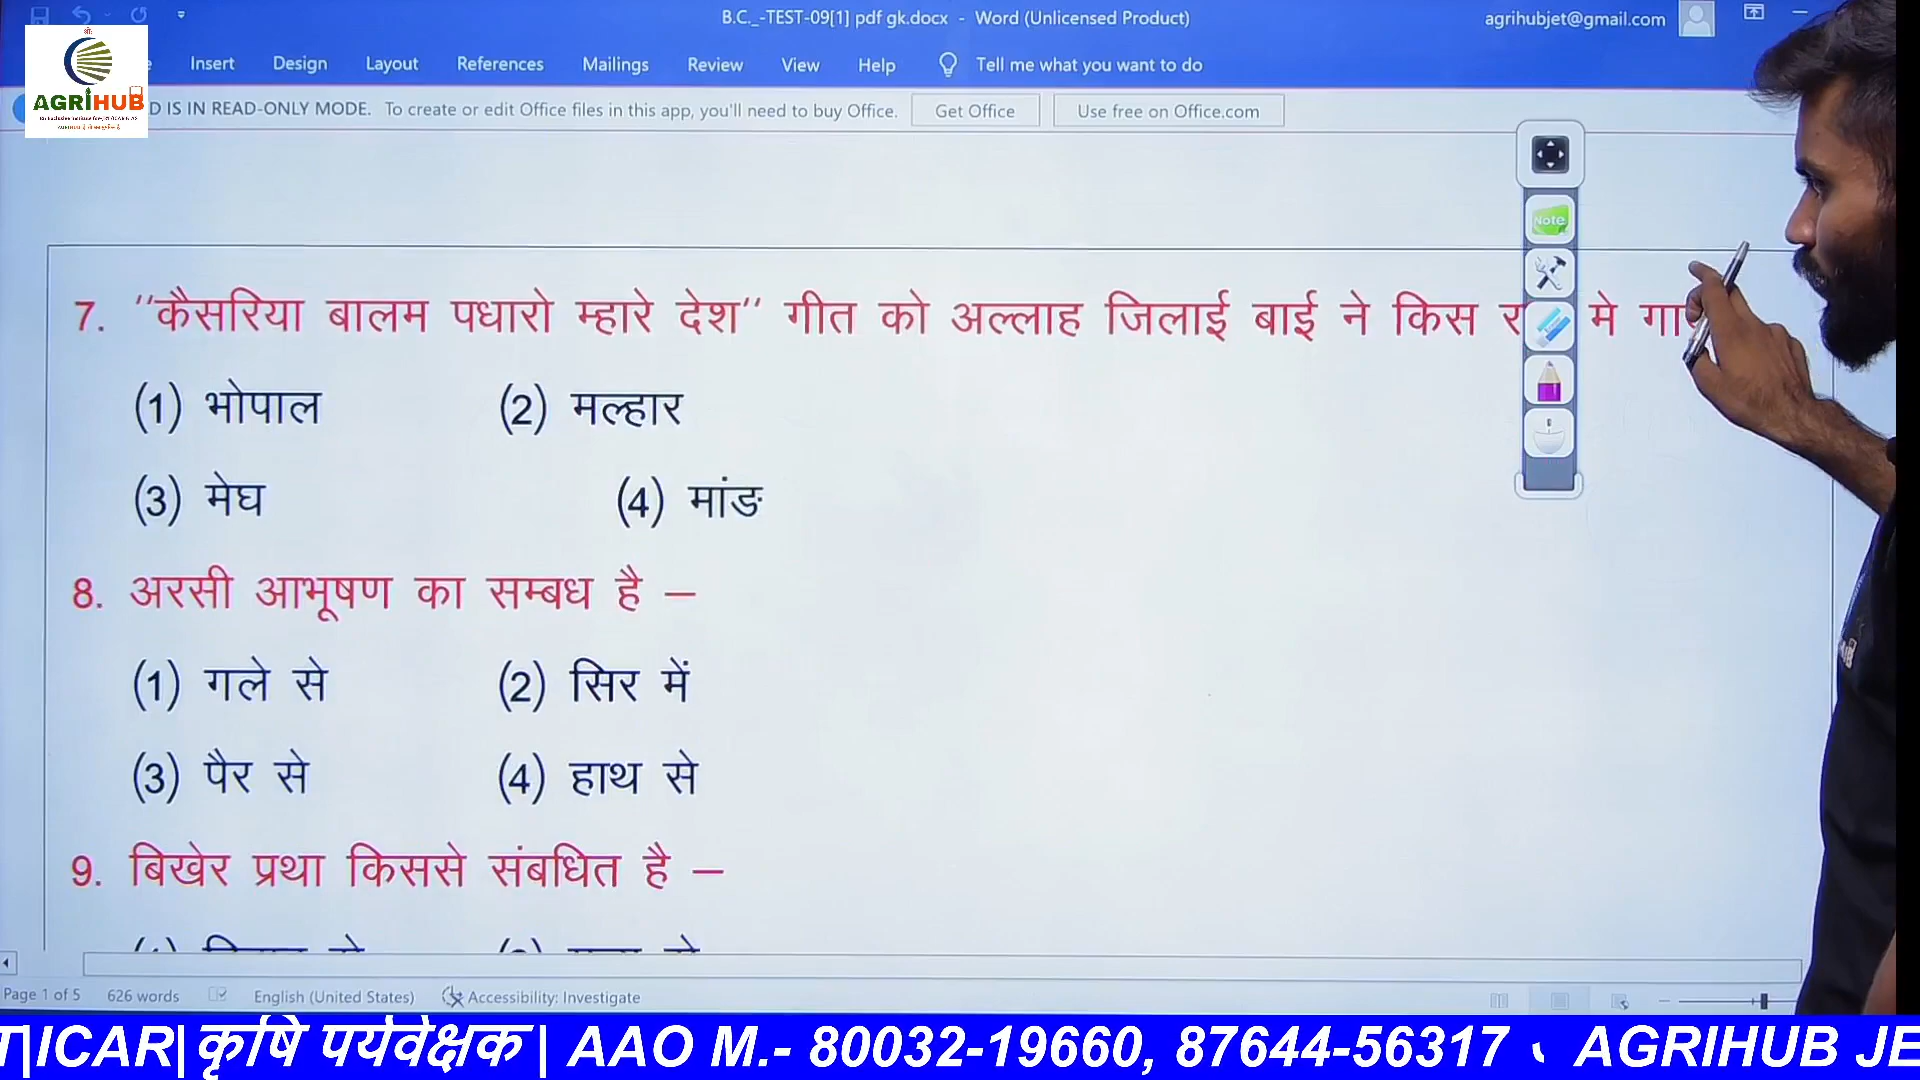 B.C._-TEST-09[1] pdf gk.docx - Word (Unlicensed Product)
agrihubjet@gmail.com
Insert Design Layout References Mailings Review View Help Tell me what you want to do
AGRIHUB
D IS IN READ-ONLY MODE. To create or edit Office files in this app, you'll need to buy Office. Get Office Use free on Office.com
Note
7. "कैसरिया बालम पधारो म्हारे देश" गीत को अल्लाह जिलाई बाई ने किस मे
(1) भोपाल (2) मल्हार
(3) मेघ (4) मांङ
8. अरसी आभूषण का सम्बध है –
(1) गले से (2) सिर में
(3) पैर से (4) हाथ से
9. बिखेर प्रथा किससे संबधित है –
Page 1 of 5 626 words English (United States) Accessibility: Investigate
T|ICAR| कृषि पर्यवेक्षक | AAO M.- 80032-19660, 87644-56317 AGRIHUB JE